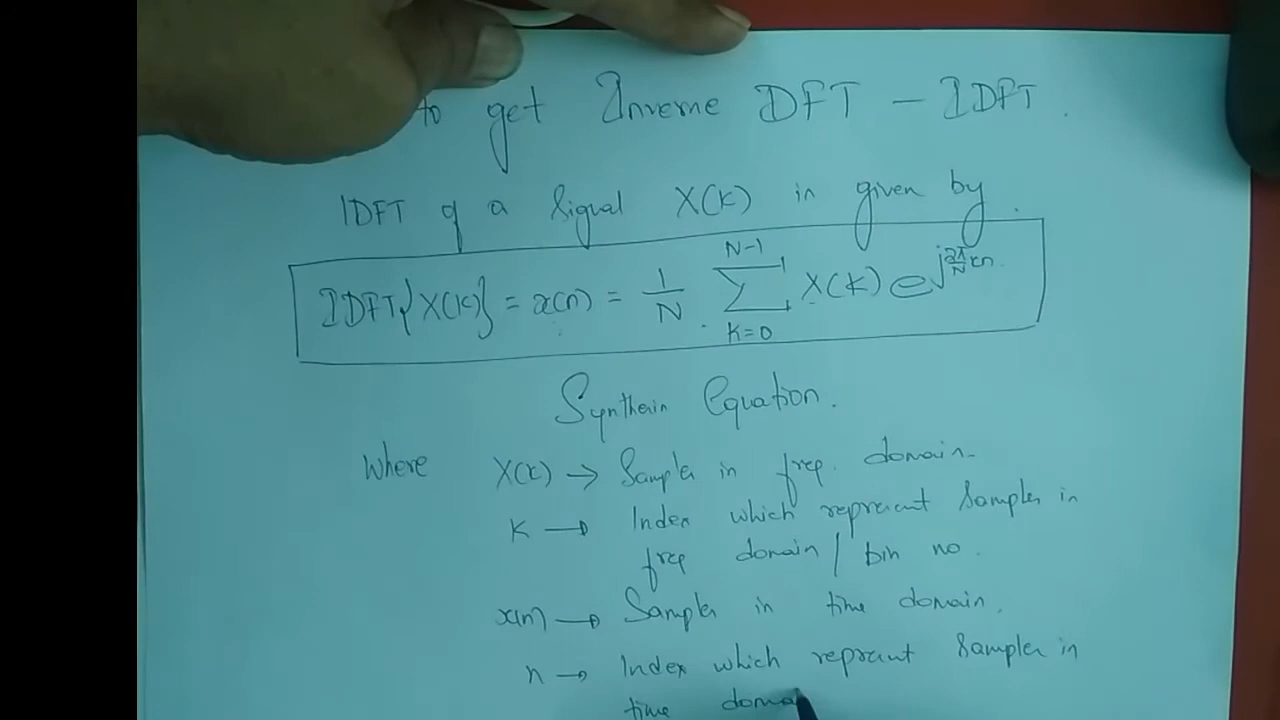 to get Inverse DFT - IDFT.
IDFT of a signal X(K) is given by
IDFT{X(K)} = x(n) = 1/N . N-1 ∑ K=0 X(K) e^j2π/N kn
Synthesis Equation.
Where X(K) → Samples in freq. domain.
K → Index which represent samples in
freq domain / bin no.
x(n) → Samples in time domain.
n → Index which represent samples in
time domai